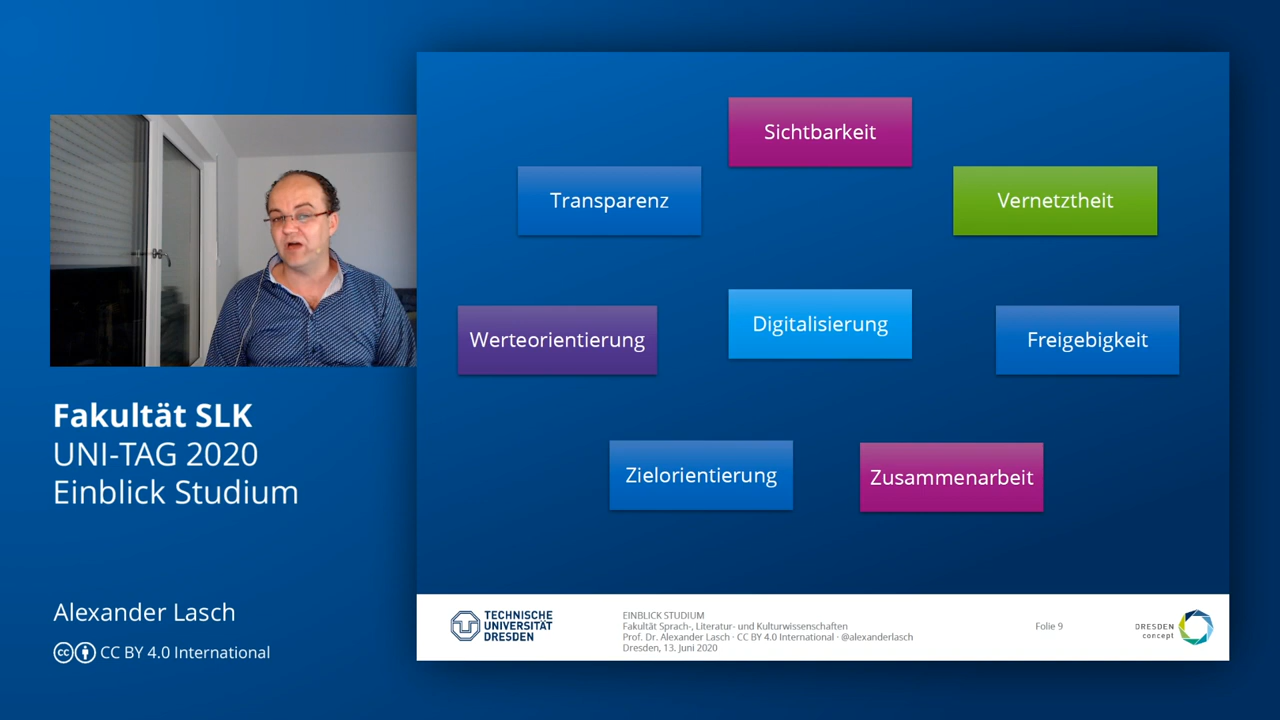 Fakultät SLK
UNI-TAG 2020
Einblick Studium
Alexander Lasch
CC BY 4.0 International
Sichtbarkeit
Transparenz
Vernetztheit
Werteorientierung
Digitalisierung
Freigebigkeit
Zielorientierung
Zusammenarbeit
TECHNISCHE
UNIVERSITÄT
DRESDEN
EINBLICK STUDIUM
Fakultät Sprach-, Literatur- und Kulturwissenschaften
Prof. Dr. Alexander Lasch · CC BY 4.0 International · @alexanderlasch
Dresden, 13. Juni 2020
Folie 9
DRESDEN
concept